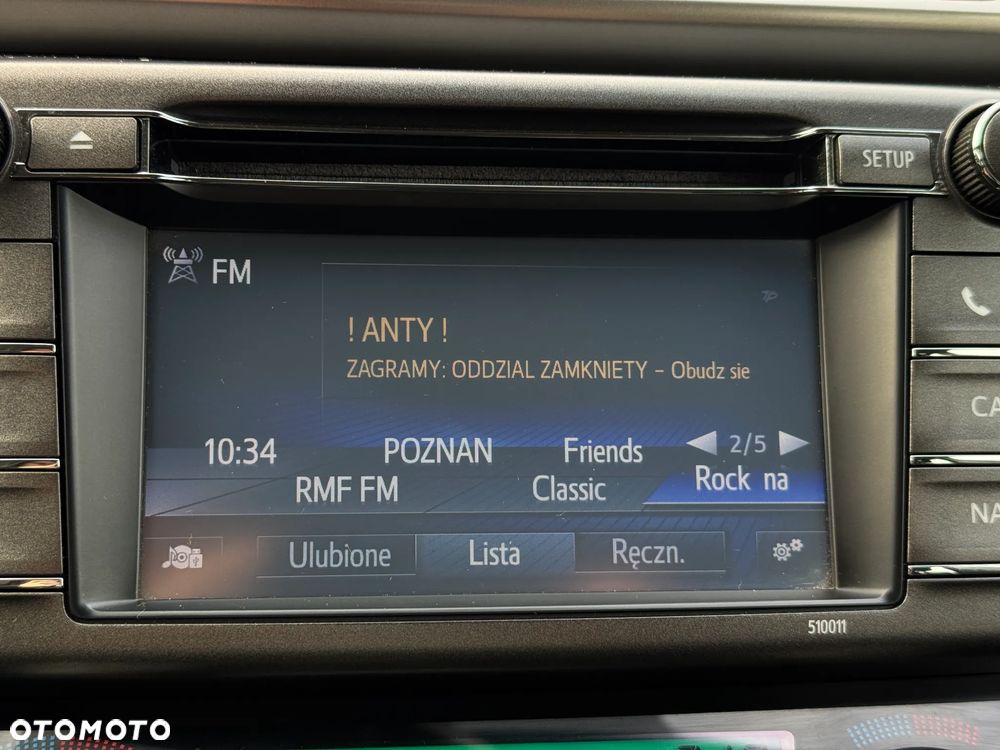 SETUP
FM
TP
! ANTY !
ZAGRAMY: ODDZIAL ZAMKNIETY - Obudz sie
10:34 POZNAN Friends 2/5
RMF FM Classic Rock na
Ulubione Lista Ręczn.
CA
NA
510011
OTOMOTO